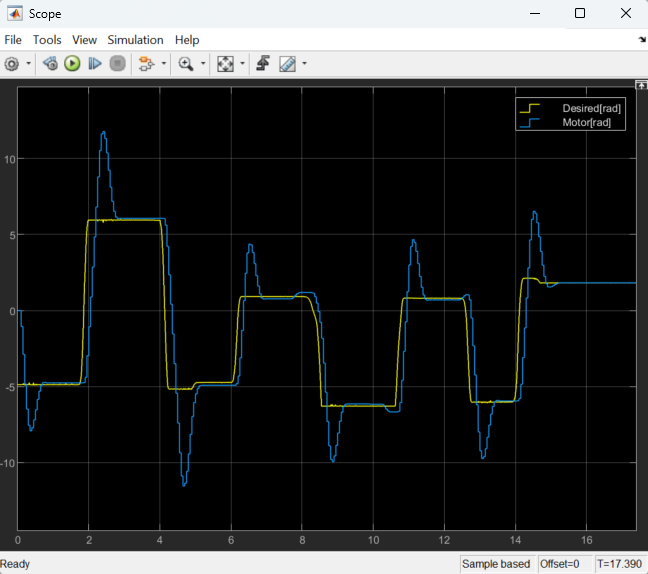 Scope
File Tools View Simulation Help
Desired[rad]
Motor[rad]
10
5
0
-5
-10
0 2 4 6 8 10 12 14 16
Ready Sample based Offset=0 T=17.390